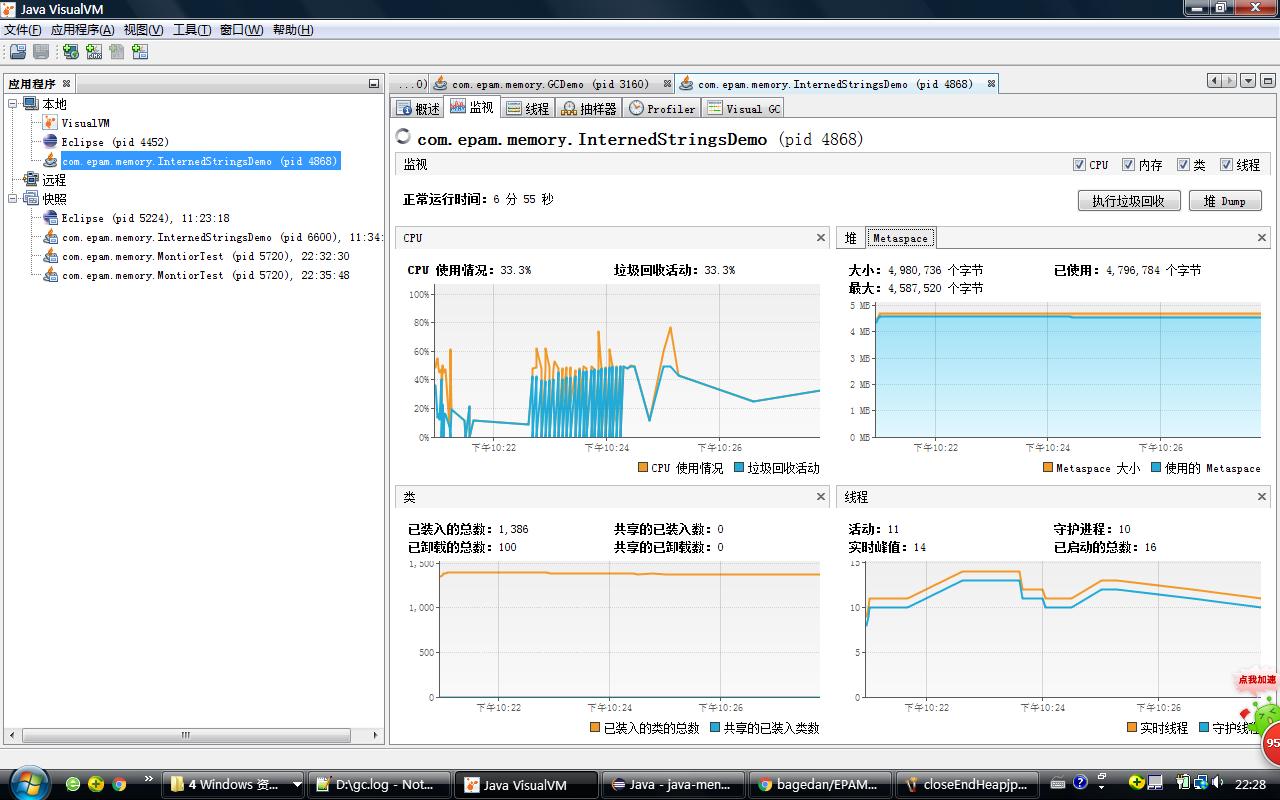 Java VisualVM
文件(F) 应用程序(A) 视图(V) 工具(T) 窗口(W) 帮助(H)
应用程序
本地
VisualVM
Eclipse (pid 4452)
com.epam.memory.InternedStringsDemo (pid 4868)
远程
快照
Eclipse (pid 5224), 11:23:18
com.epam.memory.InternedStringsDemo (pid 6600), 11:34:
com.epam.memory.MontiorTest (pid 5720), 22:32:30
com.epam.memory.MontiorTest (pid 5720), 22:35:48
...0) com.epam.memory.GCDemo (pid 3160) com.epam.memory.InternedStringsDemo (pid 4868)
概述 监视 线程 抽样器 Profiler Visual GC
com.epam.memory.InternedStringsDemo (pid 4868)
监视 CPU 内存 类 线程
正常运行时间: 6 分 55 秒 执行垃圾回收 堆 Dump
CPU
CPU 使用情况: 33.3% 垃圾回收活动: 33.3%
100%
80%
60%
40%
20%
0%
下午10:22 下午10:24 下午10:26
CPU 使用情况 垃圾回收活动
堆 Metaspace
大小: 4,980,736 个字节 已使用: 4,796,784 个字节
最大: 4,587,520 个字节
5 MB
4 MB
3 MB
2 MB
1 MB
0 MB
下午10:22 下午10:24 下午10:26
Metaspace 大小 使用的 Metaspace
类
已装入的总数: 1,386 共享的已装入数: 0
已卸载的总数: 100 共享的已卸载数: 0
1,500
1,000
500
0
下午10:22 下午10:24 下午10:26
已装入的类的总数 共享的已装入类数
线程
活动: 11 守护进程: 10
实时峰值: 14 已启动的总数: 16
15
10
5
0
下午10:22 下午10:24 下午10:26
实时线程 守护线
点我加速
95
4 Windows 资... D:\gc.log - Not... Java VisualVM Java - java-men... bagedan/EPAM... closeEndHeapjp... 22:28